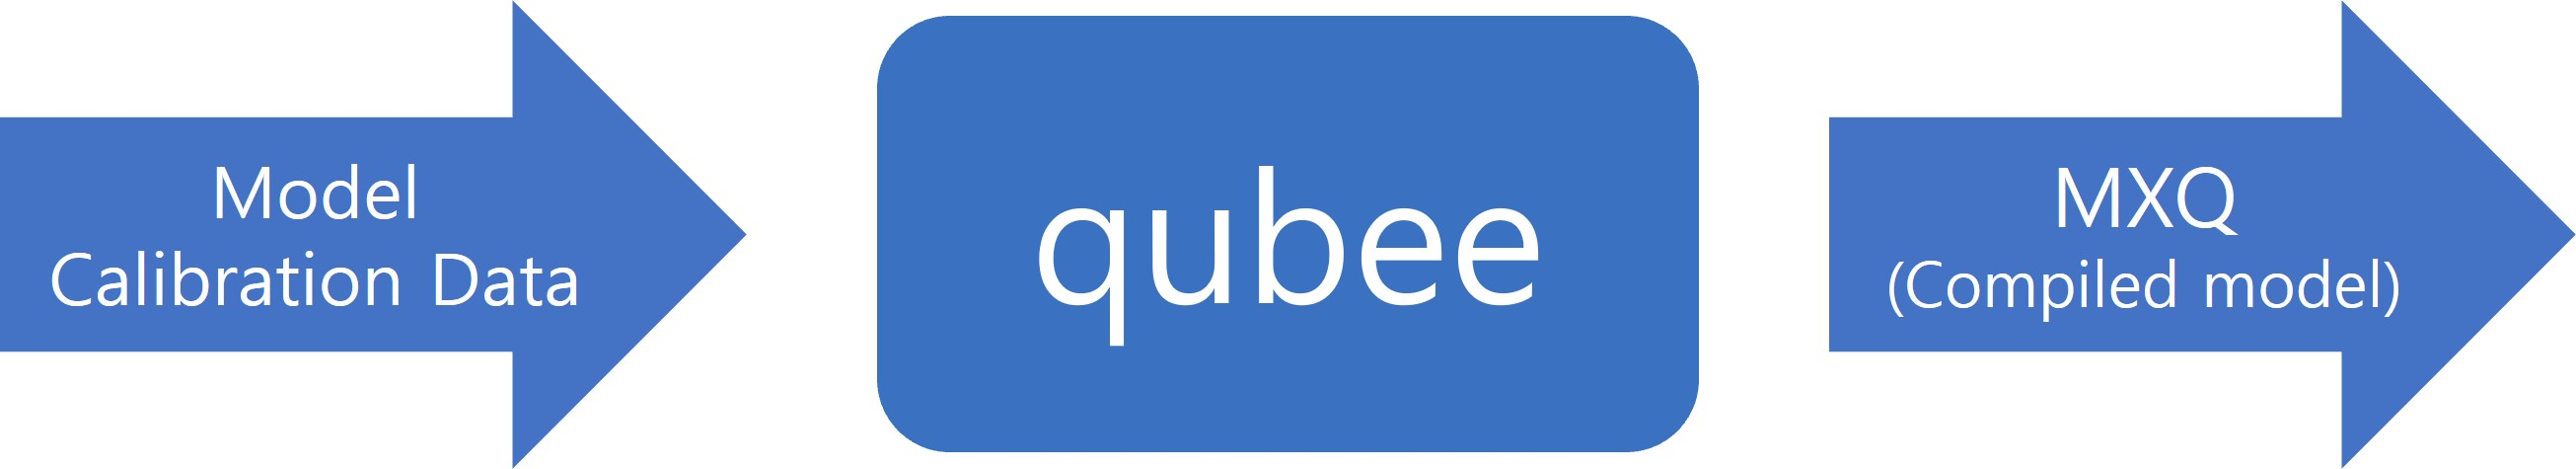 Model
Calibration Data
qubee
MXQ
(Compiled model)